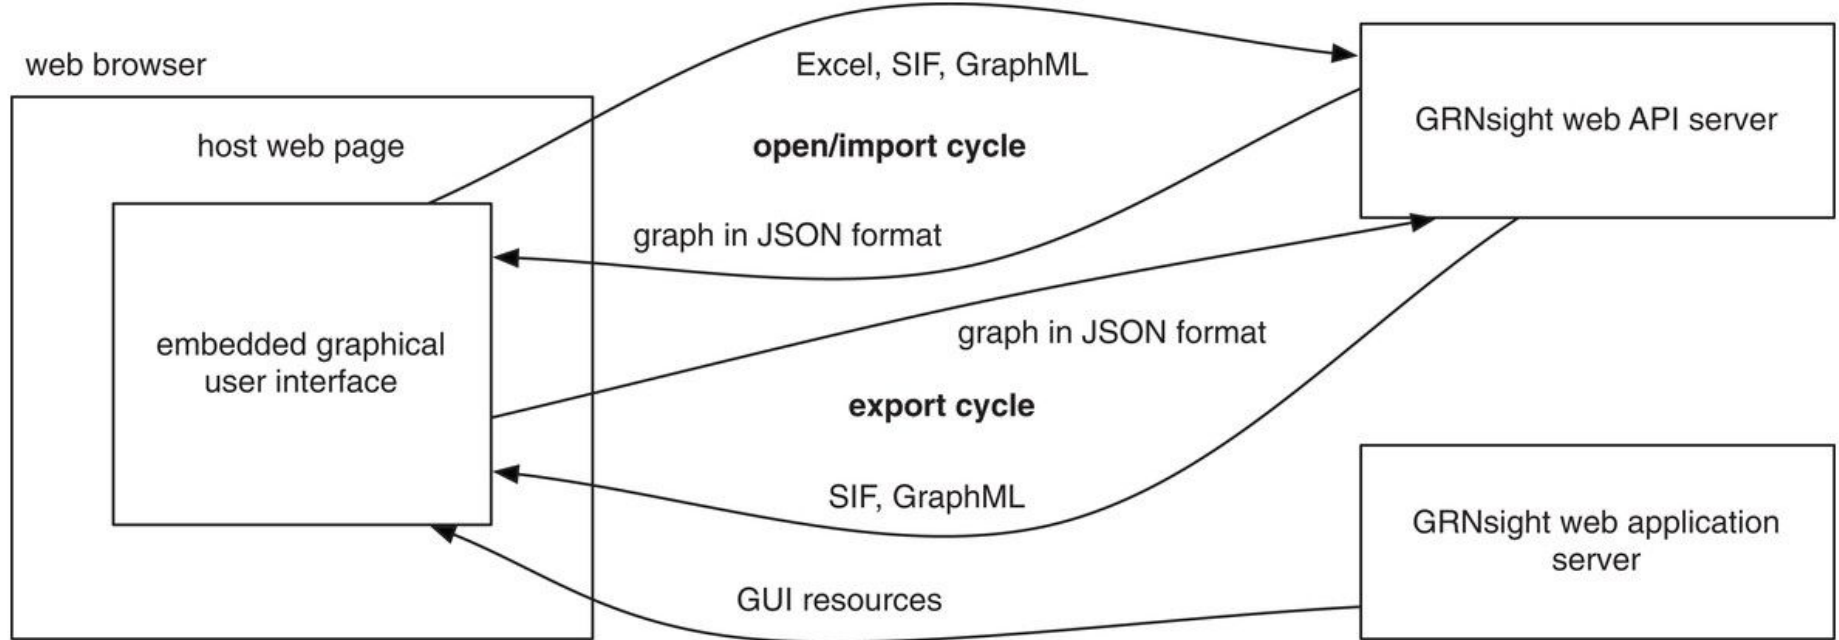 web browser
host web page
embedded graphical
user interface
Excel, SIF, GraphML
open/import cycle
graph in JSON format
graph in JSON format
export cycle
SIF, GraphML
GUI resources
GRNsight web API server
GRNsight web application
server